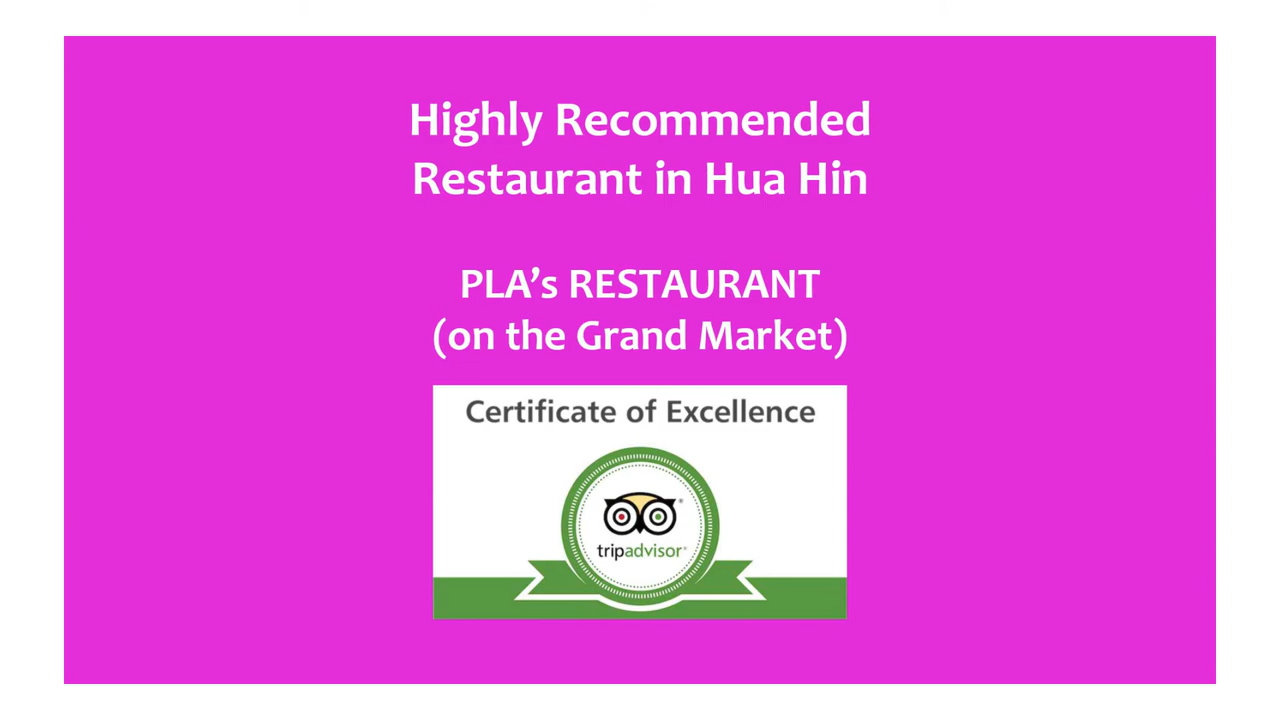 Highly Recommended
Restaurant in Hua Hin
PLA’s RESTAURANT
(on the Grand Market)
Certificate of Excellence
tripadvisor®